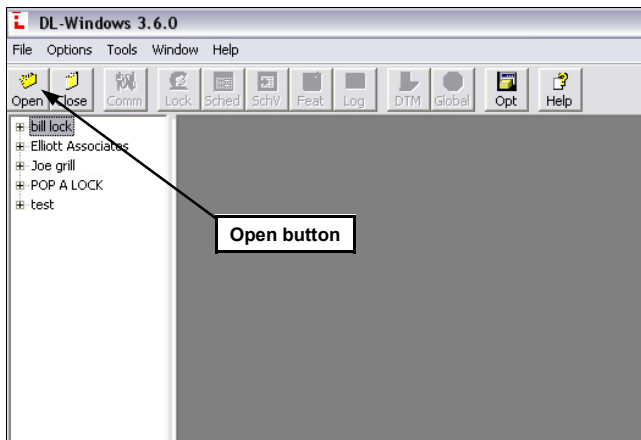 DL-Windows 3.6.0
File Options Tools Window Help
Open Close Comm Lock Sched SchV Feat Log DTM Global Opt Help
bill lock
Elliott Associates
Joe grill
POP A LOCK
test
Open button